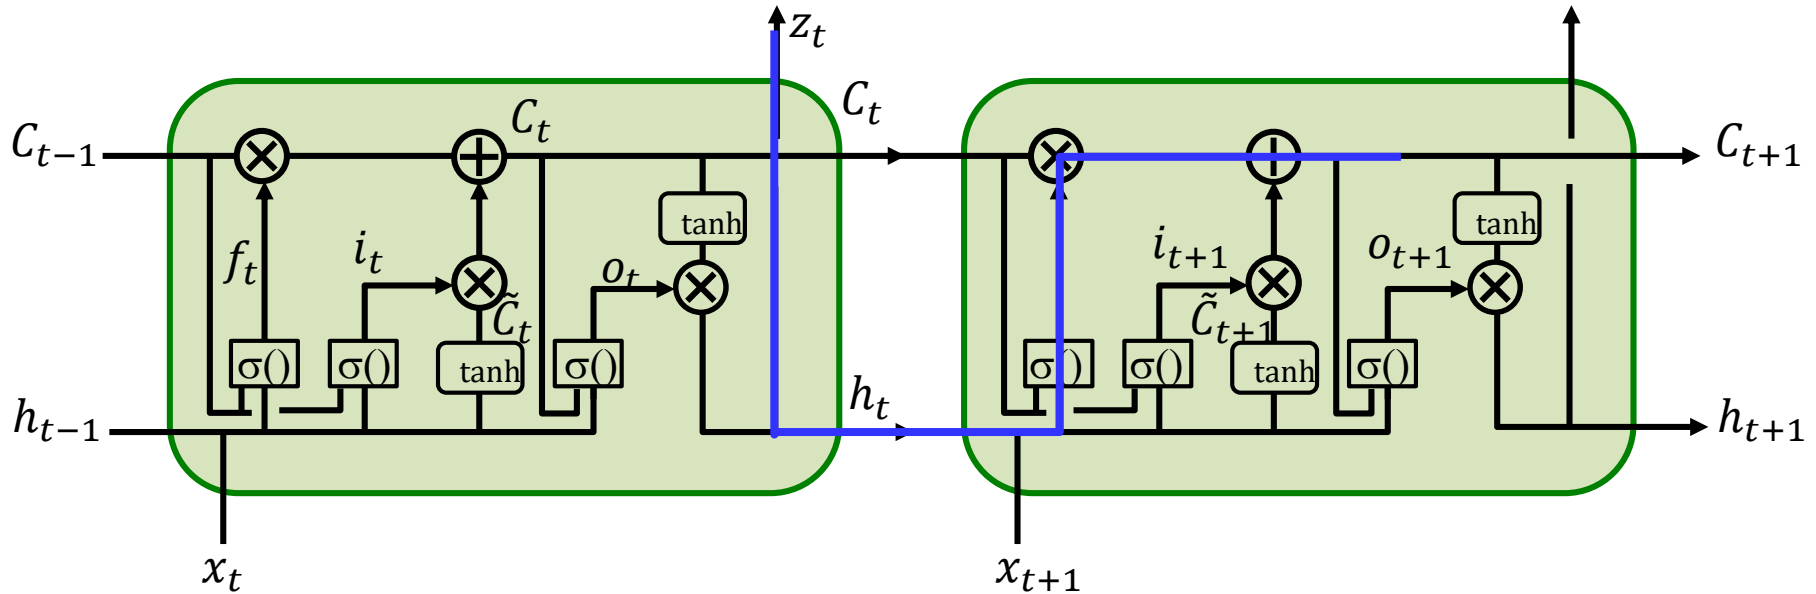 z_t
C_{t-1} C_t C_t C_{t+1}
tanh tanh
f_t i_t o_t i_{t+1} o_{t+1}
C̃_t C̃_{t+1}
σ() σ() tanh σ() σ() σ() tanh σ()
h_{t-1} h_t h_{t+1}
x_t x_{t+1}